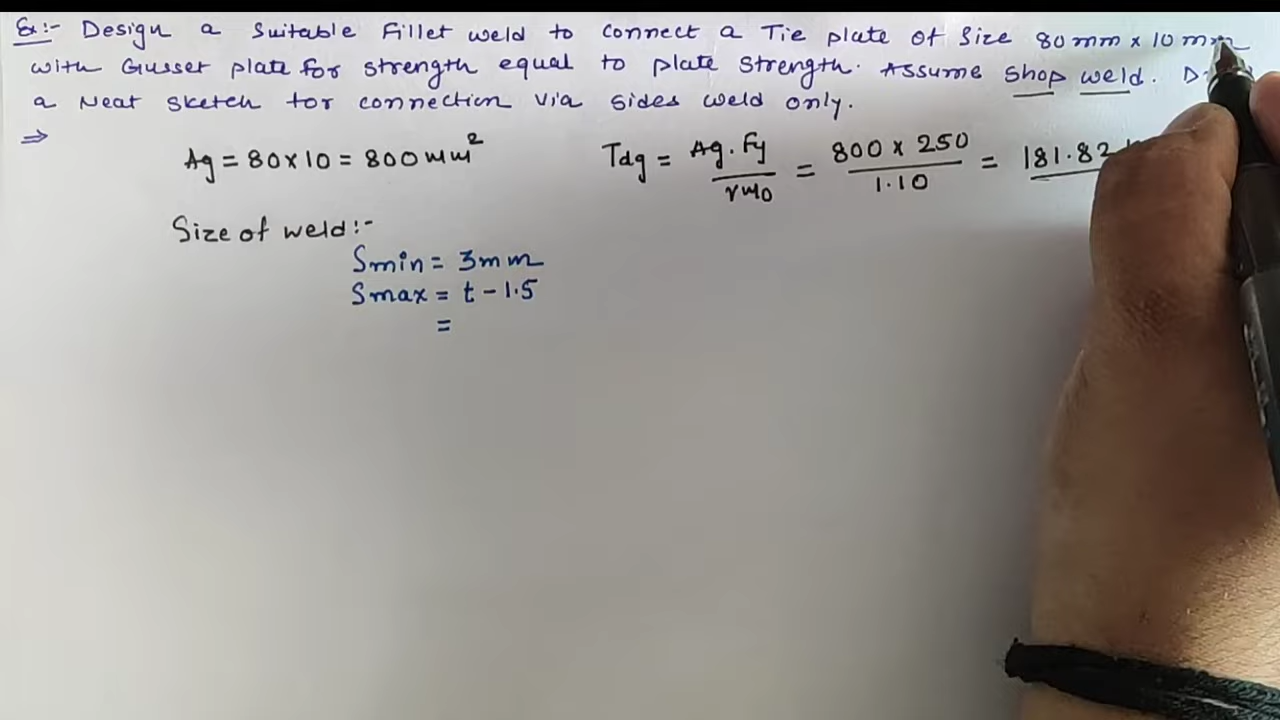 Ex:- Design a Suitable Fillet weld to connect a Tie plate of Size 80mm x 10mm
with Gusset plate for strength equal to plate strength. Assume shop weld.
a Neat sketch for connection via sides weld only.
⇒
Ag = 80x10 = 800mm² Tdg = Ag.Fy / γm0 = 800 x 250 / 1.10 = 181.82
Size of weld:-
Smin = 3mm
Smax = t - 1.5
=